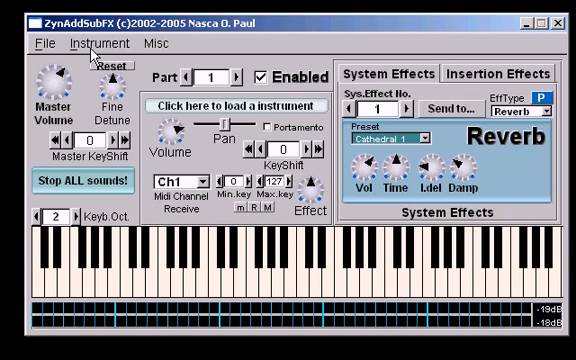 ZynAddSubFX (c)2002-2005 Nasca O. Paul
File Instrument Misc
Reset
Master Volume
Fine Detune
0
Master KeyShift
Stop ALL sounds!
2 Keyb.Oct.
Part 1 Enabled
Click here to load a instrument
Volume
Pan
Portamento
0
KeyShift
Ch1
Midi Channel Receive
0
Min.key
127
Max.key
m R M
Effect
System Effects
Insertion Effects
Sys.Effect No.
1
Send to...
EffType
P
Reverb
Preset
Cathedral 1
Reverb
Vol Time I.del Damp
System Effects
-19dB
-18dB